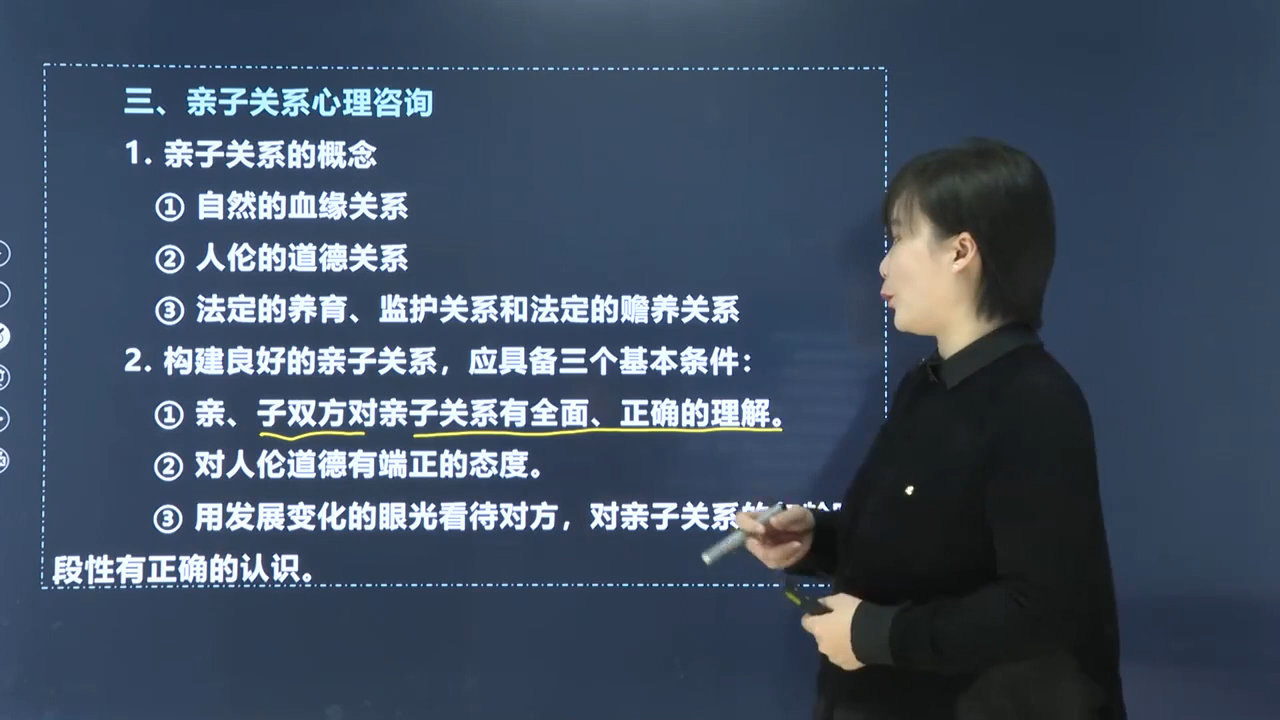 三、亲子关系心理咨询
1. 亲子关系的概念
① 自然的血缘关系
② 人伦的道德关系
③ 法定的养育、监护关系和法定的赡养关系
2. 构建良好的亲子关系，应具备三个基本条件：
① 亲、子双方对亲子关系有全面、正确的理解。
② 对人伦道德有端正的态度。
③ 用发展变化的眼光看待对方，对亲子关系的
段性有正确的认识。